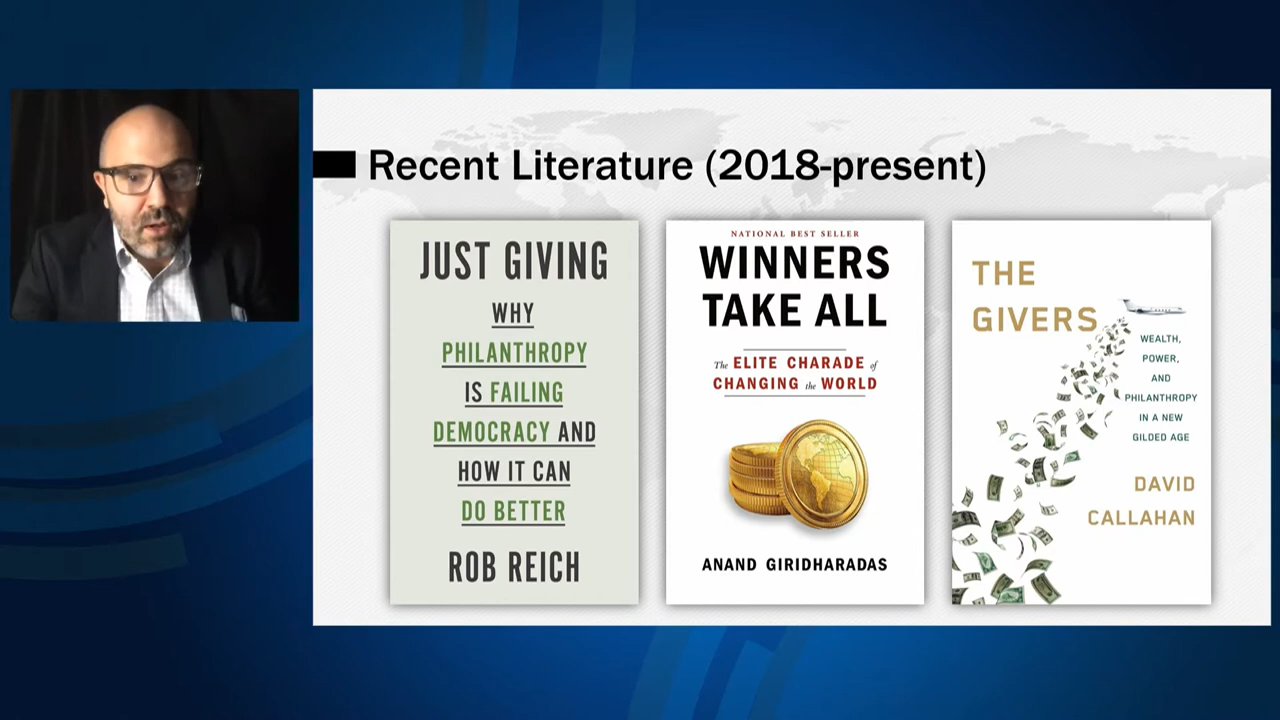 Recent Literature (2018-present)
JUST GIVING
WHY
PHILANTHROPY
IS FAILING
DEMOCRACY AND
HOW IT CAN
DO BETTER
ROB REICH
NATIONAL BEST SELLER
WINNERS
TAKE ALL
The ELITE CHARADE of
CHANGING the WORLD
ANAND GIRIDHARADAS
THE
GIVERS
WEALTH,
POWER,
AND
PHILANTHROPY
IN A NEW
GILDED AGE
DAVID
CALLAHAN